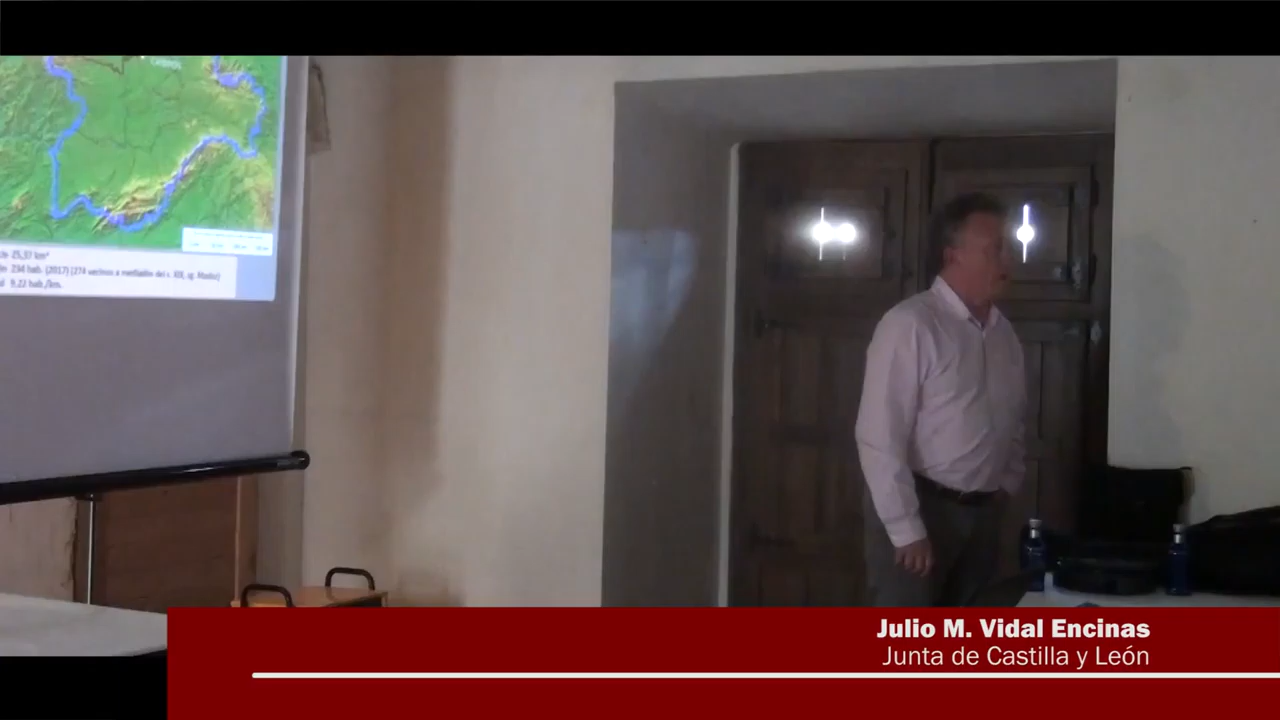 25,37 km²
234 hab. (2017) (274 vecinos a mediados del s. XIX, sg. Madoz)
9,22 hab./km.
Julio M. Vidal Encinas
Junta de Castilla y León